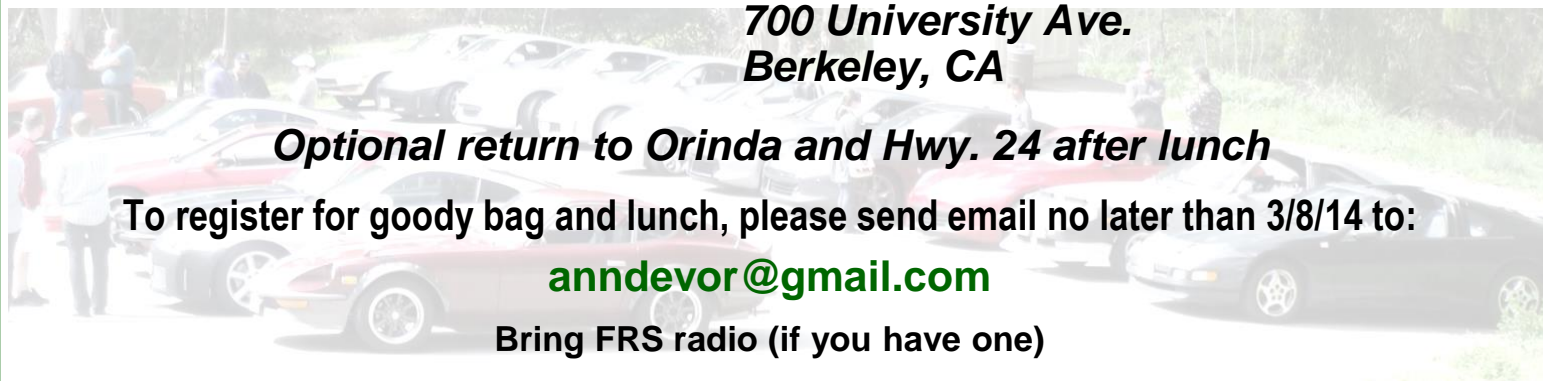 700 University Ave.
Berkeley, CA
Optional return to Orinda and Hwy. 24 after lunch
To register for goody bag and lunch, please send email no later than 3/8/14 to:
anndevor@gmail.com
Bring FRS radio (if you have one)